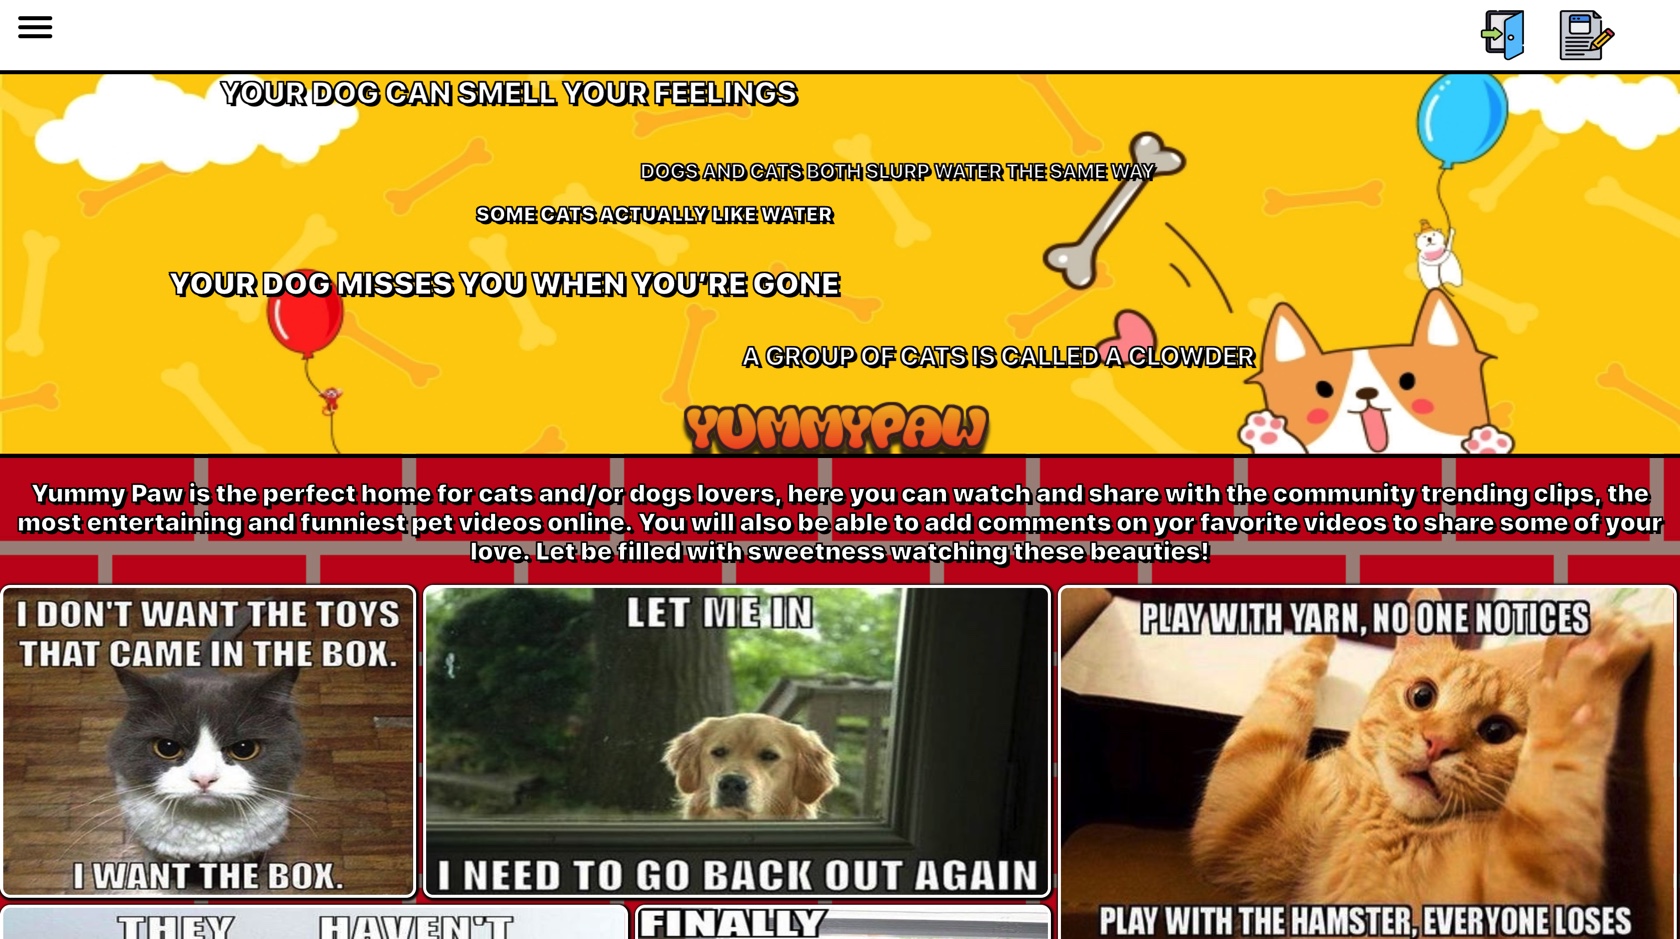 YOUR DOG CAN SMELL YOUR FEELINGS
DOGS AND CATS BOTH SLURP WATER THE SAME WAY
SOME CATS ACTUALLY LIKE WATER
YOUR DOG MISSES YOU WHEN YOU'RE GONE
A GROUP OF CATS IS CALLED A CLOWDER
YUMMYPAW
Yummy Paw is the perfect home for cats and/or dogs lovers, here you can watch and share with the community trending clips, the
most entertaining and funniest pet videos online. You will also be able to add comments on yor favorite videos to share some of your
love. Let be filled with sweetness watching these beauties!
I DON'T WANT THE TOYS
THAT CAME IN THE BOX.
I WANT THE BOX.
LET ME IN
I NEED TO GO BACK OUT AGAIN
PLAY WITH YARN, NO ONE NOTICES
PLAY WITH THE HAMSTER, EVERYONE LOSES
THEY HAVEN'T
FINALLY